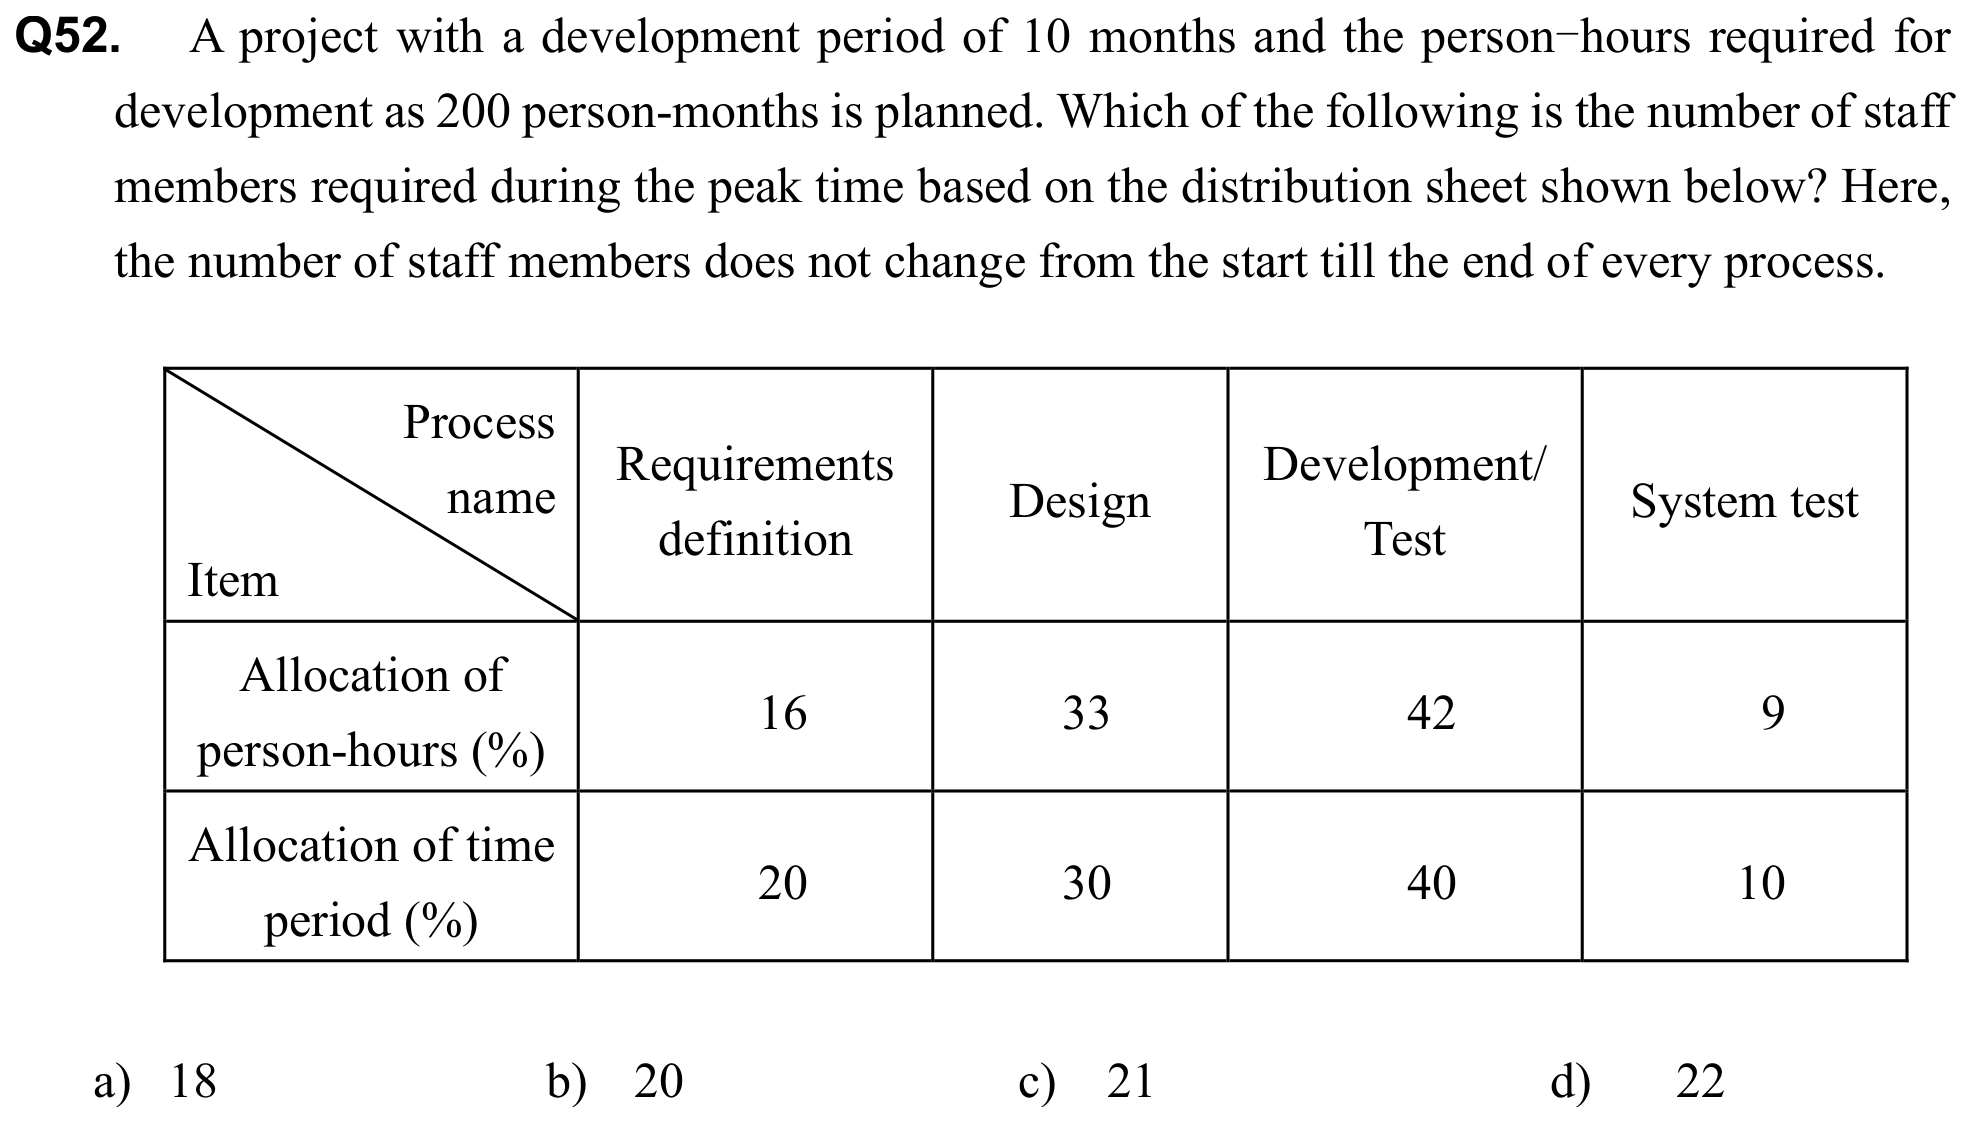 Q52. A project with a development period of 10 months and the person−hours required for
development as 200 person-months is planned. Which of the following is the number of staff
members required during the peak time based on the distribution sheet shown below? Here,
the number of staff members does not change from the start till the end of every process.
Process
name
Item
Requirements
definition
Design
Development/
Test
System test
Allocation of
person-hours (%)
16
33
42
9
Allocation of time
period (%)
20
30
40
10
a) 18
b) 20
c) 21
d) 22